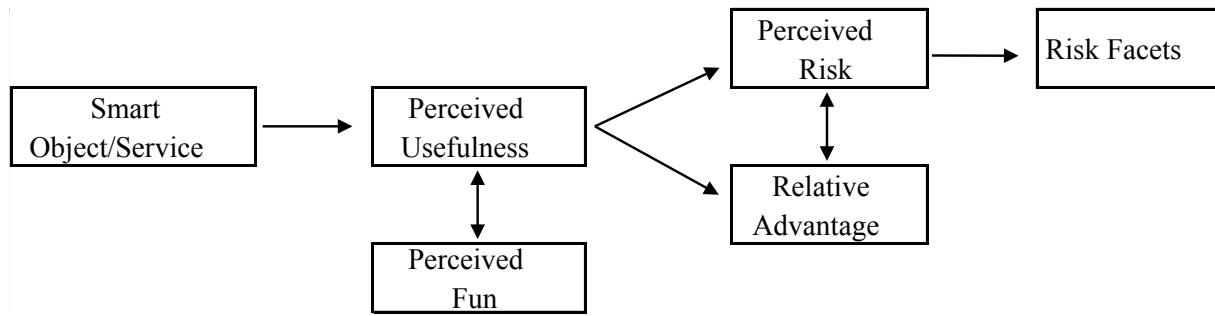 Smart
Object/Service
Perceived
Usefulness
Perceived
Fun
Perceived
Risk
Relative
Advantage
Risk Facets